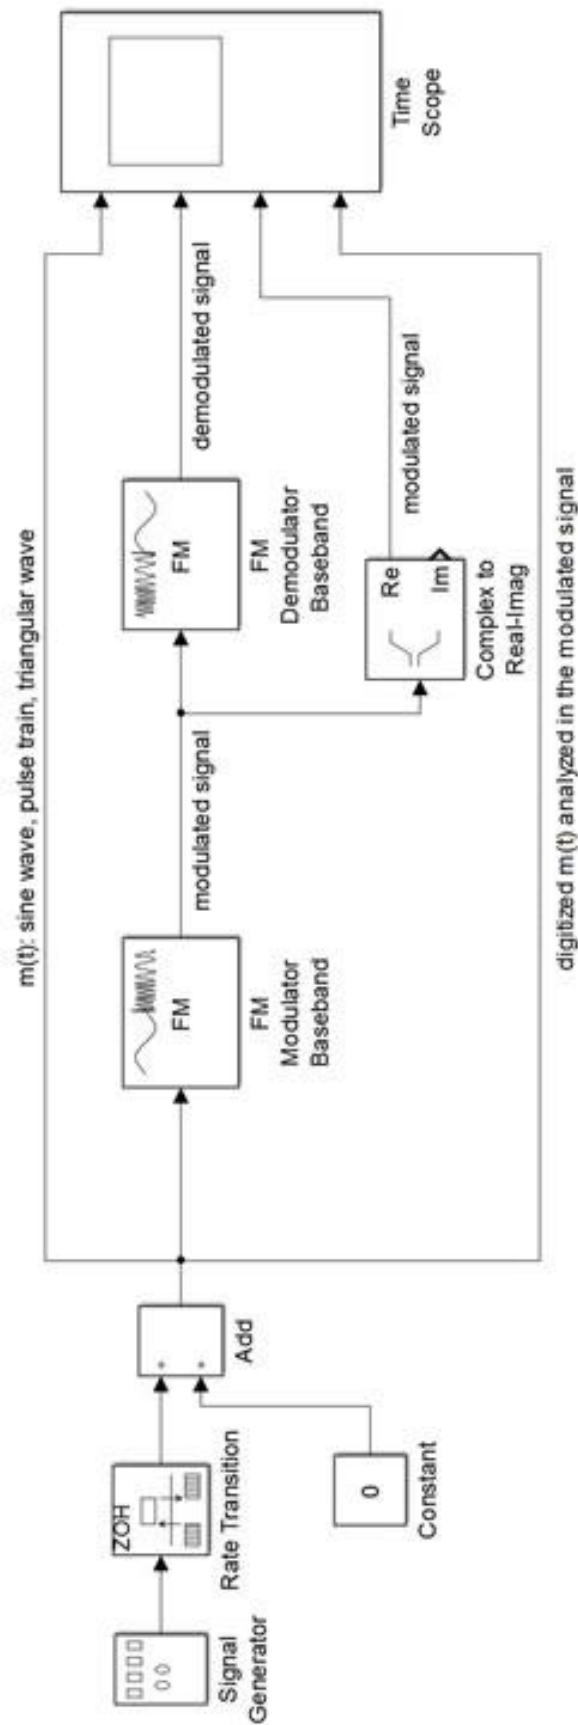 m(t): sine wave, pulse train, triangular wave
Signal
Generator
ZOH
Rate Transition
0
Constant
Add
FM
FM
Modulator
Baseband
modulated signal
FM
FM
Demodulator
Baseband
demodulated signal
Re
Im
Complex to
Real-Imag
modulated signal
Time
Scope
digitized m(t) analyzed in the modulated signal